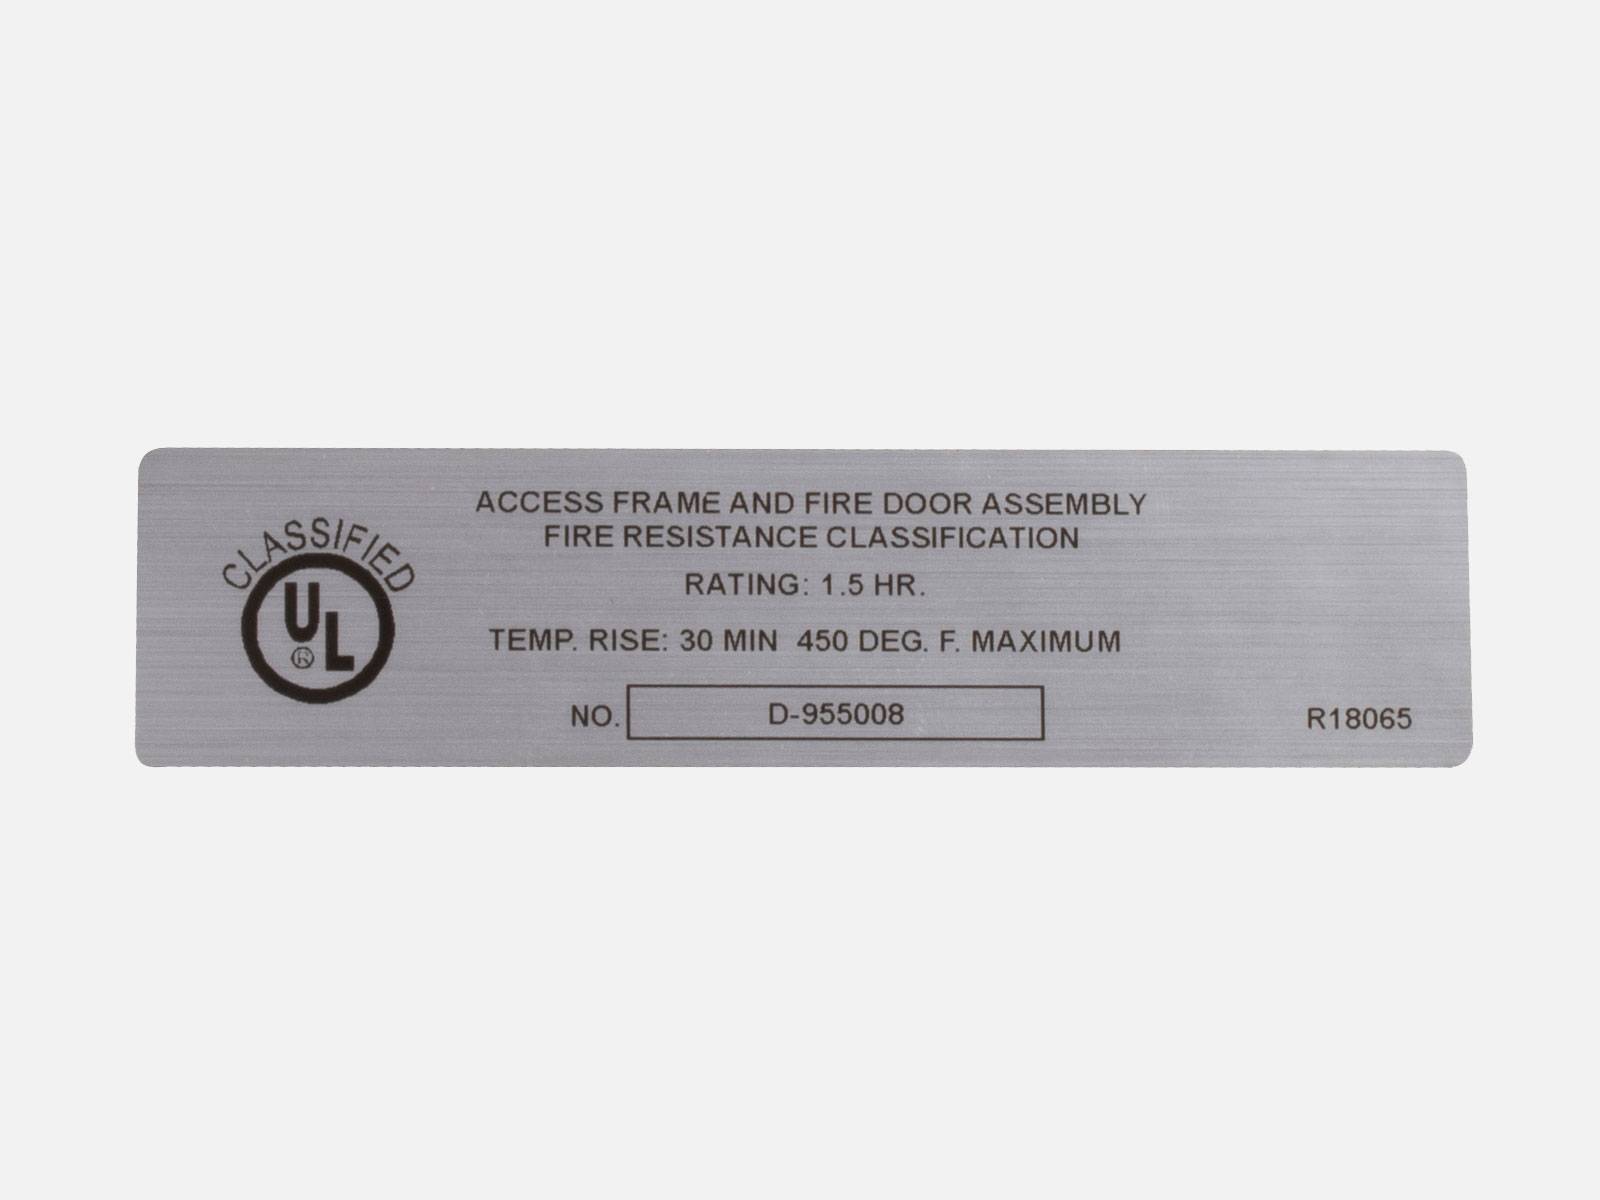 ACCESS FRAME AND FIRE DOOR ASSEMBLY
FIRE RESISTANCE CLASSIFICATION
CLASSIFIED
UL
®
RATING: 1.5 HR.
TEMP. RISE: 30 MIN 450 DEG. F. MAXIMUM
NO. D-955008
R18065